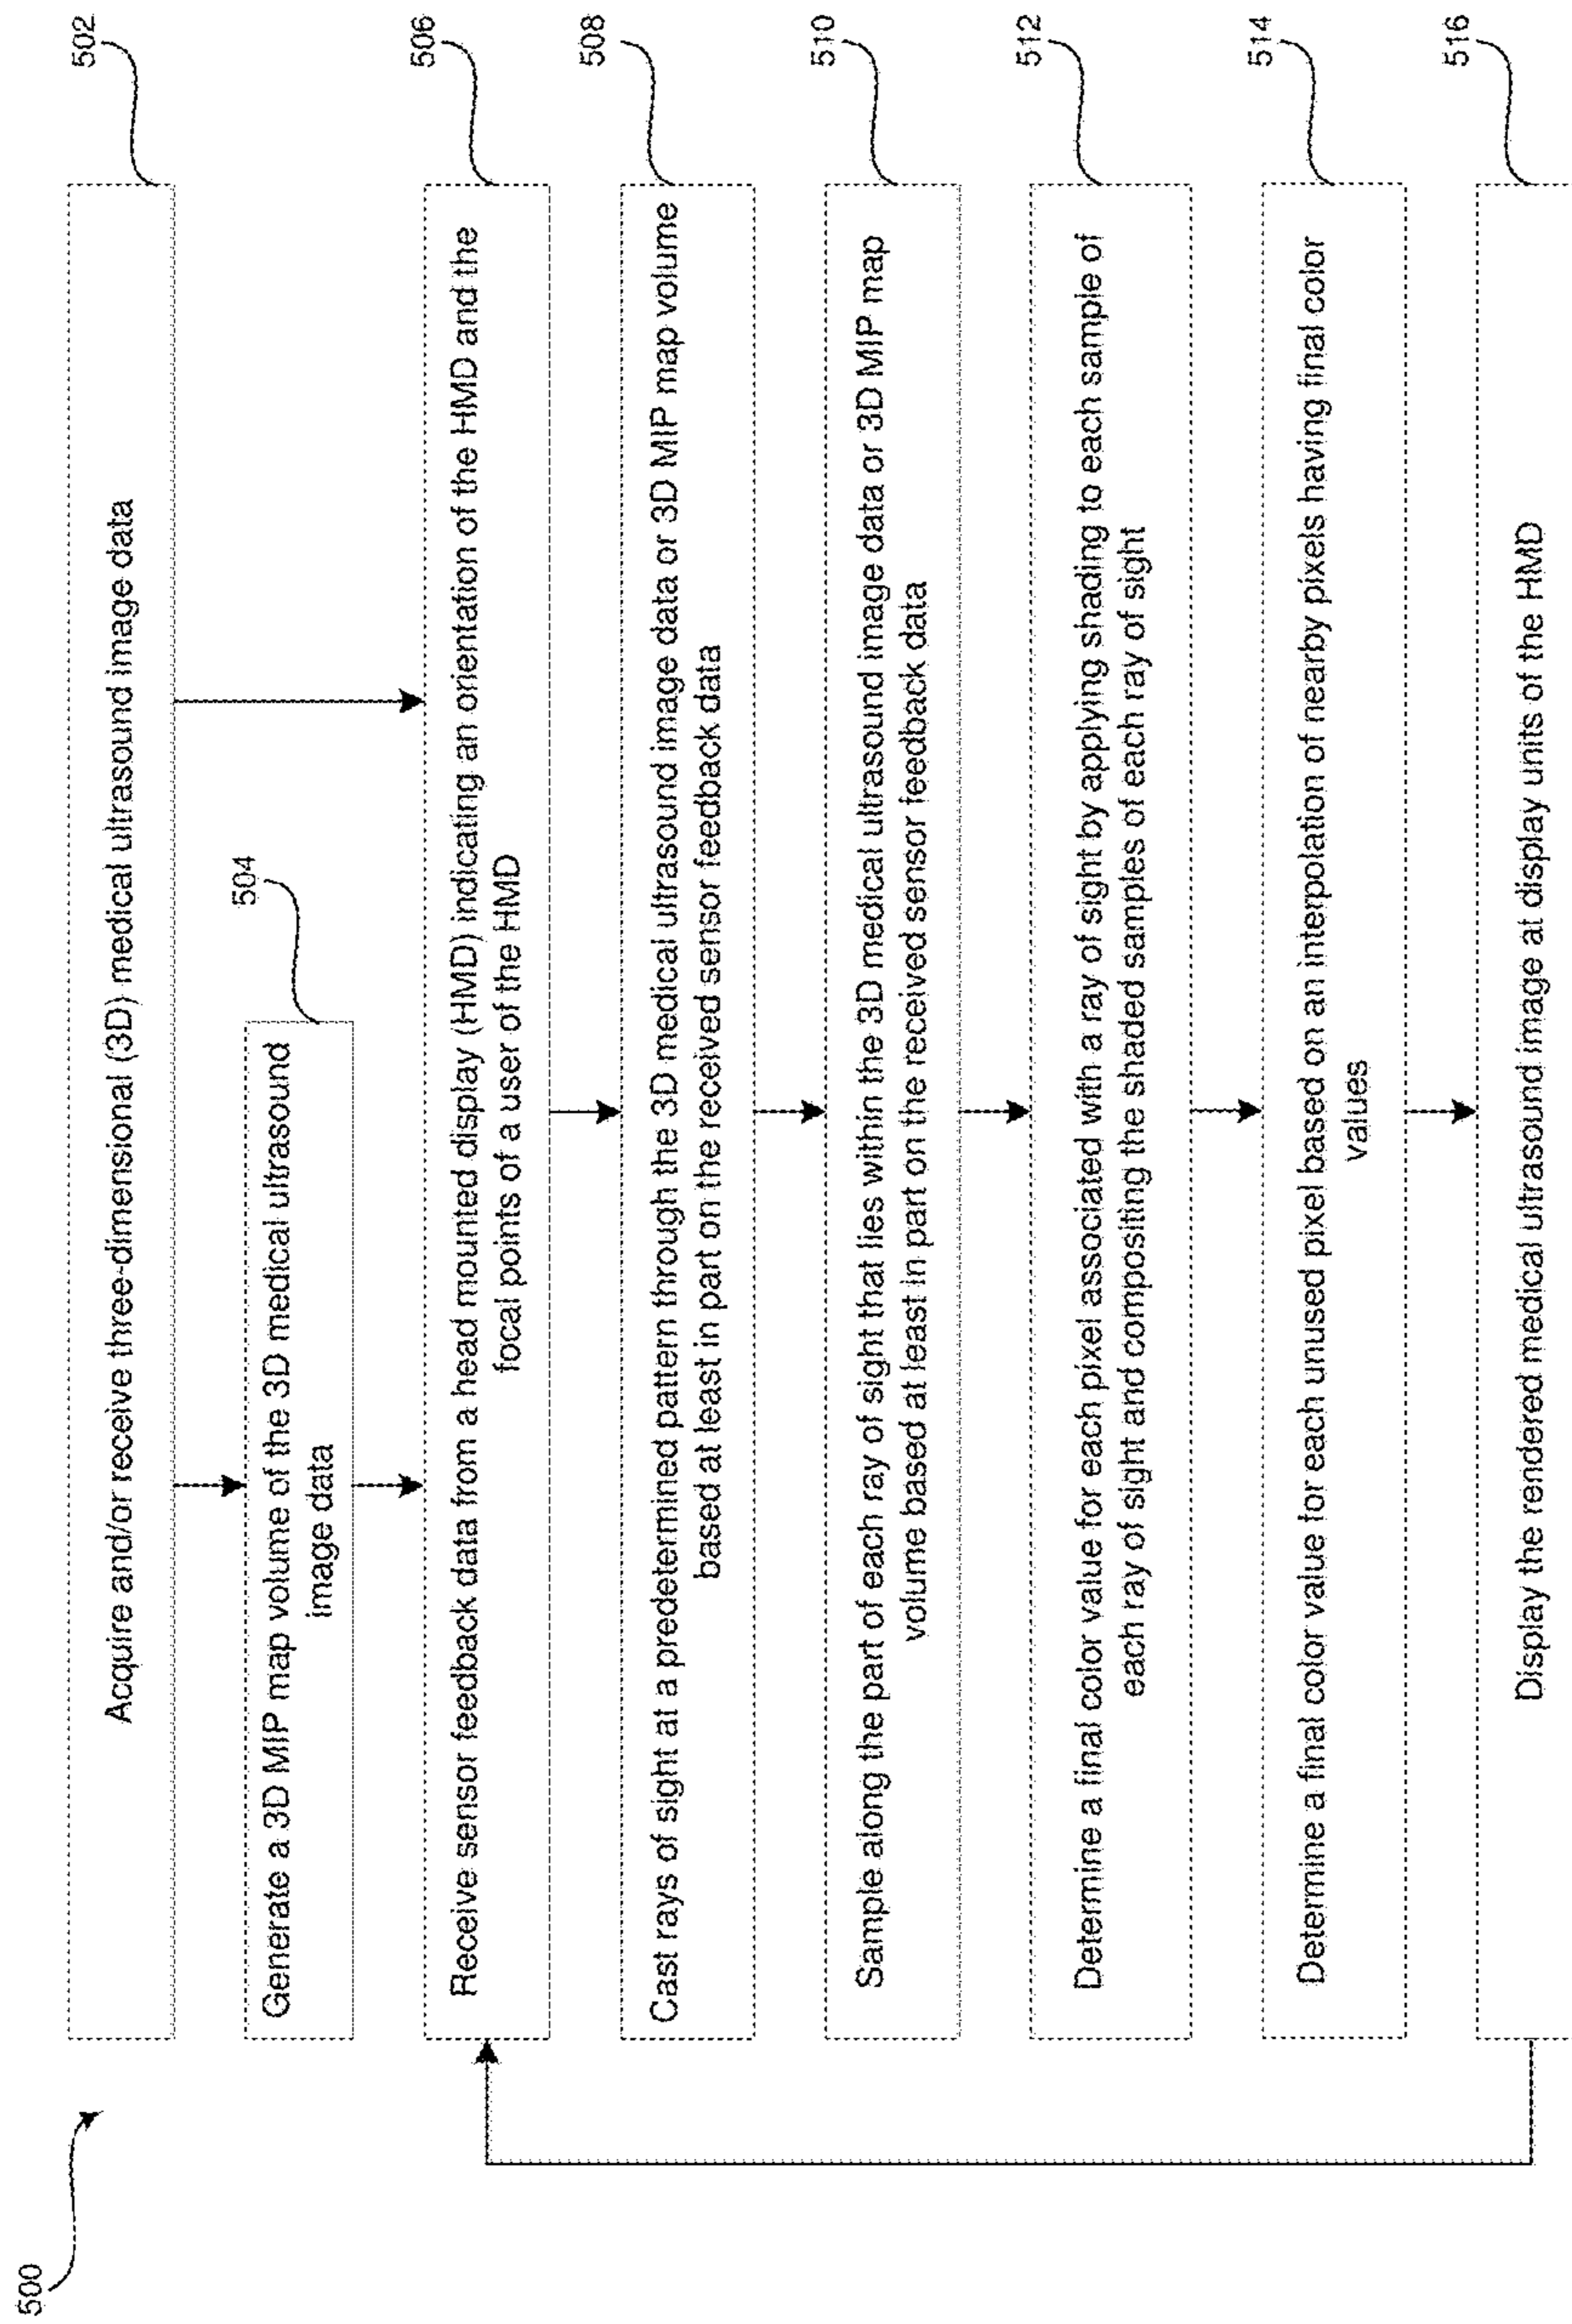 500
502
Acquire and/or receive three-dimensional (3D) medical ultrasound image data
504
Generate a 3D MIP map volume of the 3D medical ultrasound
image data
506
Receive sensor feedback data from a head mounted display (HMD) indicating an orientation of the HMD and the
focal points of a user of the HMD
508
Cast rays of sight at a predetermined pattern through the 3D medical ultrasound image data or 3D MIP map volume
based at least in part on the received sensor feedback data
510
Sample along the part of each ray of sight that lies within the 3D medical ultrasound image data or 3D MIP map
volume based at least in part on the received sensor feedback data
512
Determine a final color value for each pixel associated with a ray of sight by applying shading to each sample of
each ray of sight and compositing the shaded samples of each ray of sight
514
Determine a final color value for each unused pixel based on an interpolation of nearby pixels having final color
values
516
Display the rendered medical ultrasound image at display units of the HMD